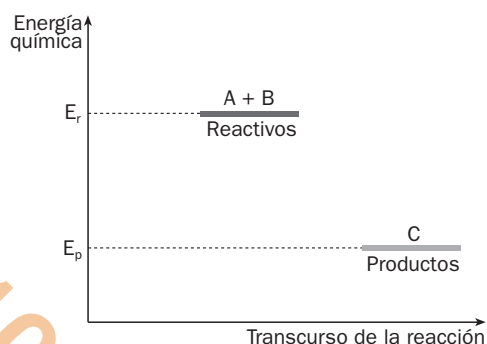 Energía
química
A + B
Eᵣ
Reactivos
C
Eₚ
Productos
Transcurso de la reacción